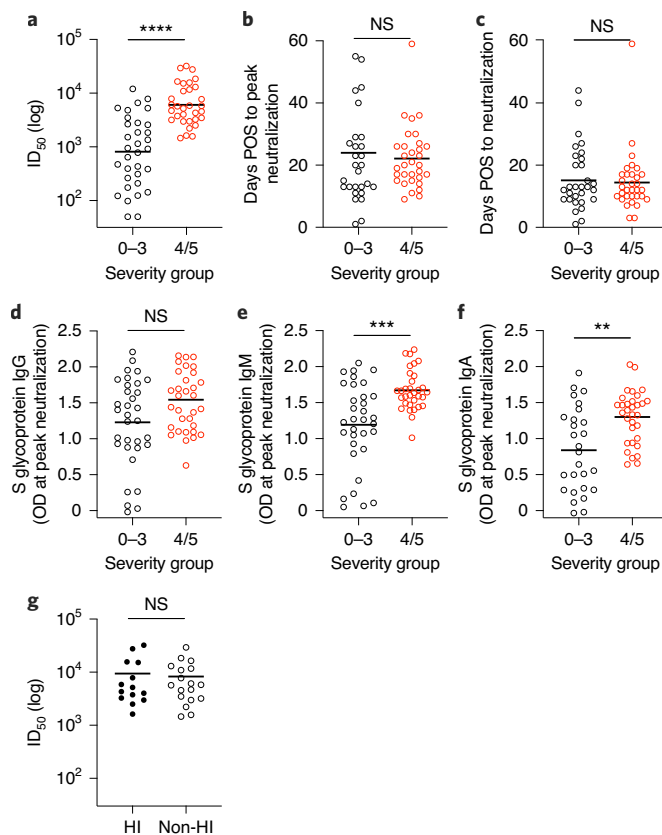 a
ID50 (log)
10^5
10^4
10^3
10^2
****
0–3
4/5
Severity group
b
Days POS to peak
neutralization
60
40
20
0
NS
0–3
4/5
Severity group
c
Days POS to neutralization
60
40
20
0
NS
0–3
4/5
Severity group
d
S glycoprotein IgG
(OD at peak neutralization)
2.5
2.0
1.5
1.0
0.5
0
NS
0–3
4/5
Severity group
e
S glycoprotein IgM
(OD at peak neutralization)
2.5
2.0
1.5
1.0
0.5
0
***
0–3
4/5
Severity group
f
S glycoprotein IgA
(OD at peak neutralization)
2.5
2.0
1.5
1.0
0.5
0
**
0–3
4/5
Severity group
g
ID50 (log)
10^5
10^4
10^3
10^2
NS
HI
Non-HI